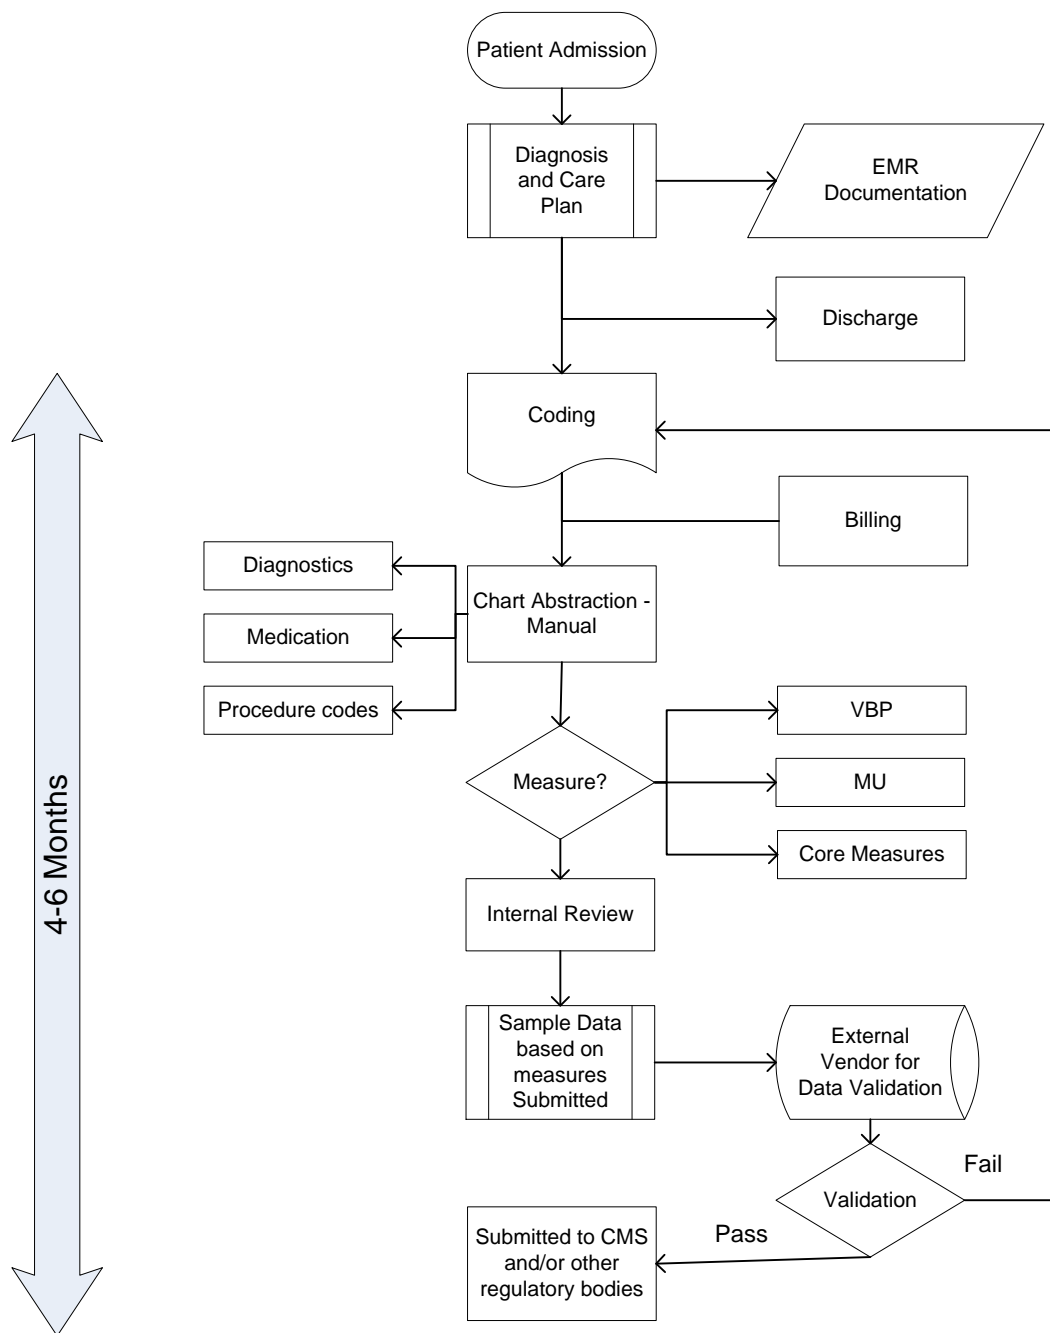 Patient Admission
Diagnosis
and Care
Plan
EMR
Documentation
Discharge
Coding
Billing
Diagnostics
Chart Abstraction -
Manual
Medication
Procedure codes
VBP
Measure?
MU
Core Measures
4-6 Months
Internal Review
Sample Data
based on
measures
Submitted
External
Vendor for
Data Validation
Fail
Validation
Pass
Submitted to CMS
and/or other
regulatory bodies